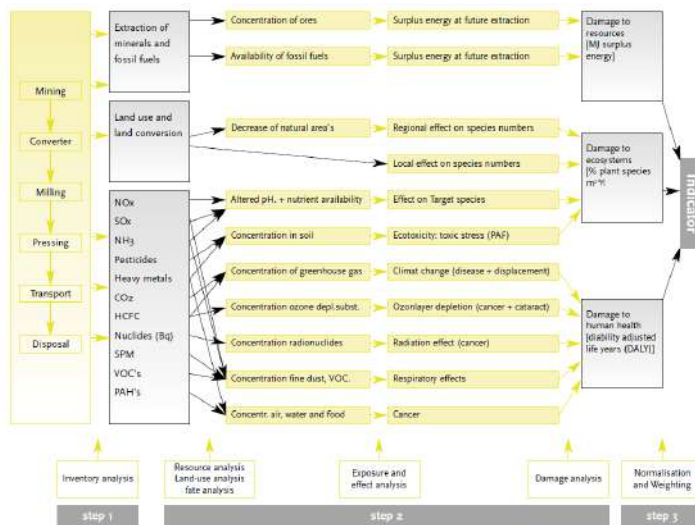 Mining
Converter
Milling
Pressing
Transport
Disposal
Extraction of
minerals and
fossil fuels
Land use and
land conversion
NOx
SOx
NH3
Pesticides
Heavy metals
CO2
HCFC
Nuclides (Bq)
SPM
VOC's
PAH's
Concentration of ores
Availability of fossil fuels
Decrease of natural area's
Altered pH. + nutrient availability
Concentration in soil
Concentration of greenhouse gas
Concentration ozone depl.subst.
Concentration radionuclides
Concentration fine dust, VOC.
Concentr. air, water and food
Surplus energy at future extraction
Surplus energy at future extraction
Regional effect on species numbers
Local effect on species numbers
Effect on Target species
Ecotoxicity: toxic stress (PAF)
Climat change (disease + displacement)
Ozonlayer depletion (cancer + cataract)
Radiation effect (cancer)
Respiratory effects
Cancer
Damage to
resources
[MJ surplus
energy]
Damage to
ecosystems
[% plant species
Damage to
human health
[diability adjusted
life years (DALY)]
Indicator
Inventory analysis
Resource analysis
Land-use analysis
fate analysis
Exposure and
effect analysis
Damage analysis
Normalisation
and Weighting
step 1
step 2
step 3